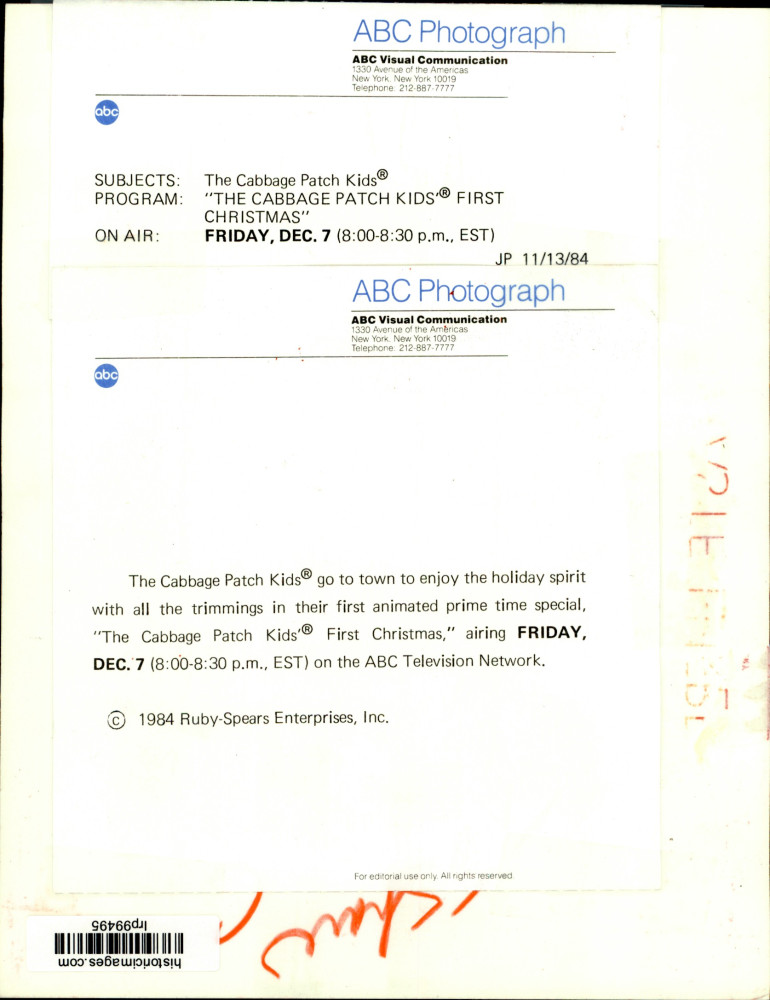 ABC Photograph
ABC Visual Communication
1330 Avenue of the Americas
New York, New York 10019
Telephone: 212-887-7777
abc
SUBJECTS: The Cabbage Patch Kids®
PROGRAM: "THE CABBAGE PATCH KIDS'® FIRST
CHRISTMAS"
ON AIR: FRIDAY, DEC. 7 (8:00-8:30 p.m., EST)
JP 11/13/84
ABC Photograph
ABC Visual Communication
1330 Avenue of the Americas
New York, New York 10019
Telephone: 212-887-7777
abc
The Cabbage Patch Kids® go to town to enjoy the holiday spirit
with all the trimmings in their first animated prime time special,
"The Cabbage Patch Kids'® First Christmas," airing FRIDAY,
DEC. 7 (8:00-8:30 p.m., EST) on the ABC Television Network.
© 1984 Ruby-Spears Enterprises, Inc.
For editorial use only. All rights reserved.
historicimages.com
lrp99495